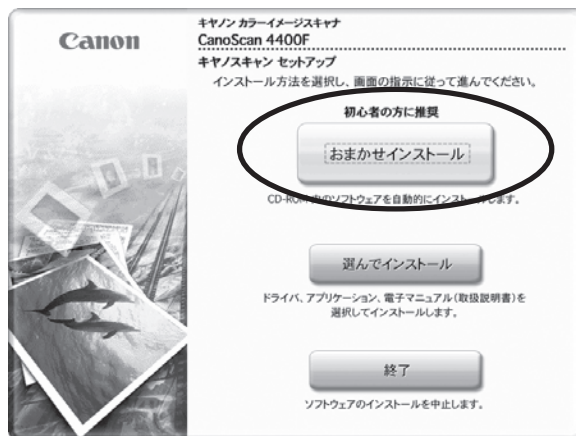 Canon
キヤノン カラーイメージスキャナ
CanoScan 4400F
キヤノスキャン セットアップ
インストール方法を選択し、画面の指示に従って進んでください。
初心者の方に推奨
おまかせインストール
CD-ROM内のソフトウェアを自動的にインストールします。
選んでインストール
ドライバ、アプリケーション、電子マニュアル（取扱説明書）を
選択してインストールします。
終了
ソフトウェアのインストールを中止します。